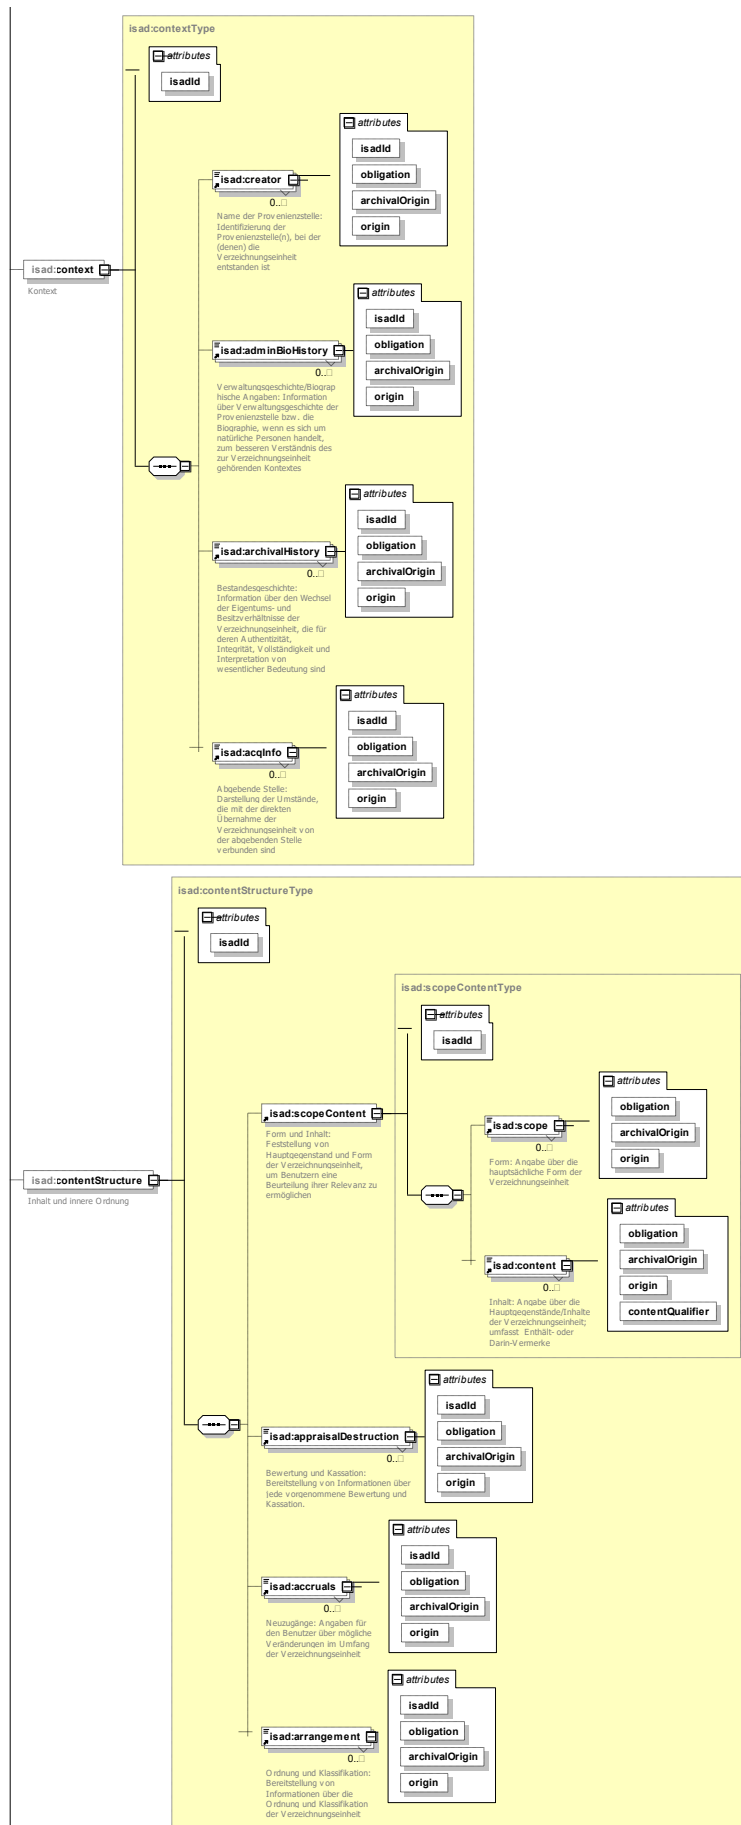 isad:contextType
attributes
isadId
attributes
isadId
obligation
archivalOrigin
origin
isad:creator
0..□
Name der Provenienzstelle:
Identifizierung der
Provenienzstelle(n), bei der
(denen) die
Verzeichnungseinheit
entstanden ist
isad:context
Kontext
attributes
isadId
obligation
archivalOrigin
origin
isad:adminBioHistory
0..□
Verwaltungsgeschichte/Biograp
hische Angaben: Information
über Verwaltungsgeschichte der
Provenienzstelle bzw. die
Biographie, wenn es sich um
natürliche Personen handelt,
zum besseren Verständnis des
zur Verzeichnungseinheit
gehörenden Kontextes
attributes
isadId
obligation
archivalOrigin
origin
isad:archivalHistory
0..□
Bestandesgeschichte:
Information über den Wechsel
der Eigentums- und
Besitzverhältnisse der
Verzeichnungseinheit, die für
deren Authentizität,
Integrität, Vollständigkeit und
Interpretation von
wesentlicher Bedeutung sind
attributes
isadId
obligation
archivalOrigin
origin
isad:acqInfo
0..□
Abgebende Stelle:
Darstellung der Umstände,
die mit der direkten
Übernahme der
Verzeichnungseinheit von
der abgebenden Stelle
verbunden sind
isad:contentStructureType
attributes
isadId
isad:scopeContentType
attributes
isadId
isad:scopeContent
Form und Inhalt:
Feststellung von
Hauptgegenstand und Form
der Verzeichnungseinheit,
um Benutzern eine
Beurteilung ihrer Relevanz zu
ermöglichen
attributes
obligation
archivalOrigin
origin
isad:scope
0..□
Form: Angabe über die
hauptsächliche Form der
Verzeichnungseinheit
isad:contentStructure
Inhalt und innere Ordnung
attributes
obligation
archivalOrigin
origin
contentQualifier
isad:content
0..□
Inhalt: Angabe über die
Hauptgegenstände/Inhalte
der Verzeichnungseinheit;
umfasst Enthält- oder
Darin-Vermerke
attributes
isadId
obligation
archivalOrigin
origin
isad:appraisalDestruction
0..□
Bewertung und Kassation:
Bereitstellung von Informationen über
jede vorgenommene Bewertung und
Kassation.
attributes
isadId
obligation
archivalOrigin
origin
isad:accruals
0..□
Neuzugänge: Angaben für
den Benutzer über mögliche
Veränderungen im Umfang
der Verzeichnungseinheit
attributes
isadId
obligation
archivalOrigin
origin
isad:arrangement
0..□
Ordnung und Klassifikation:
Bereitstellung von
Informationen über die
Ordnung und Klassifikation
der Verzeichnungseinheit